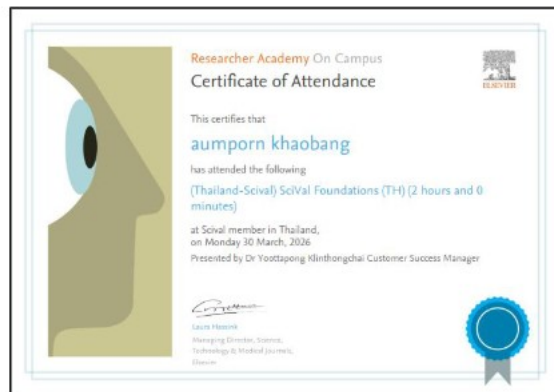 Researcher Academy On Campus
Certificate of Attendance
ELSEVIER
This certifies that
aumporn khaobang
has attended the following
(Thailand-Scival) SciVal Foundations (TH) (2 hours and 0
minutes)
at Scival member in Thailand,
on Monday 30 March, 2026
Presented by Dr Yoottapong Klinthongchai Customer Success Manager
Laura Hassink
Managing Director, Science,
Technology & Medical Journals,
Elsevier